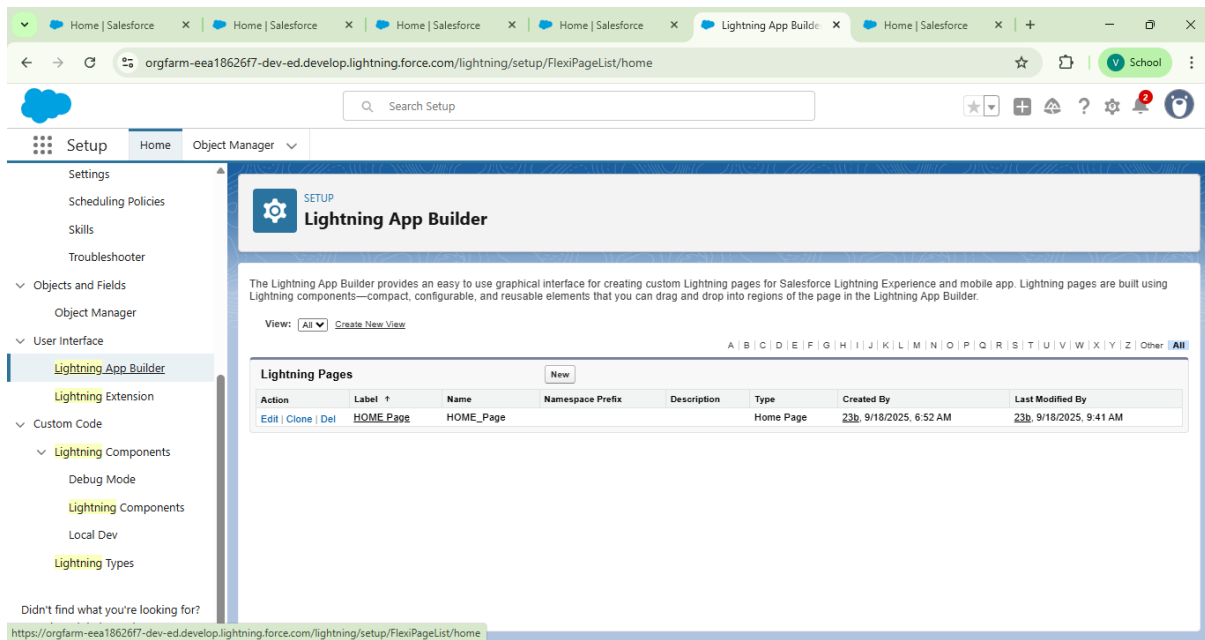 Home | Salesforce
Home | Salesforce
Home | Salesforce
Home | Salesforce
Lightning App Builde
Home | Salesforce
orgfarm-eea18626f7-dev-ed.develop.lightning.force.com/lightning/setup/FlexiPageList/home
V School
Search Setup
2
Setup Home Object Manager
Settings
Scheduling Policies
Skills
Troubleshooter
Objects and Fields
Object Manager
User Interface
Lightning App Builder
Lightning Extension
Custom Code
Lightning Components
Debug Mode
Lightning Components
Local Dev
Lightning Types
Didn't find what you're looking for?
SETUP
Lightning App Builder
The Lightning App Builder provides an easy to use graphical interface for creating custom Lightning pages for Salesforce Lightning Experience and mobile app. Lightning pages are built using
Lightning components—compact, configurable, and reusable elements that you can drag and drop into regions of the page in the Lightning App Builder.
View: All Create New View
A | B | C | D | E | F | G | H | I | J | K | L | M | N | O | P | Q | R | S | T | U | V | W | X | Y | Z | Other All
Lightning Pages New
Action Label ↑ Name Namespace Prefix Description Type Created By Last Modified By
Edit | Clone | Del HOME Page HOME_Page Home Page 23b, 9/18/2025, 6:52 AM 23b, 9/18/2025, 9:41 AM
https://orgfarm-eea18626f7-dev-ed.develop.lightning.force.com/lightning/setup/FlexiPageList/home